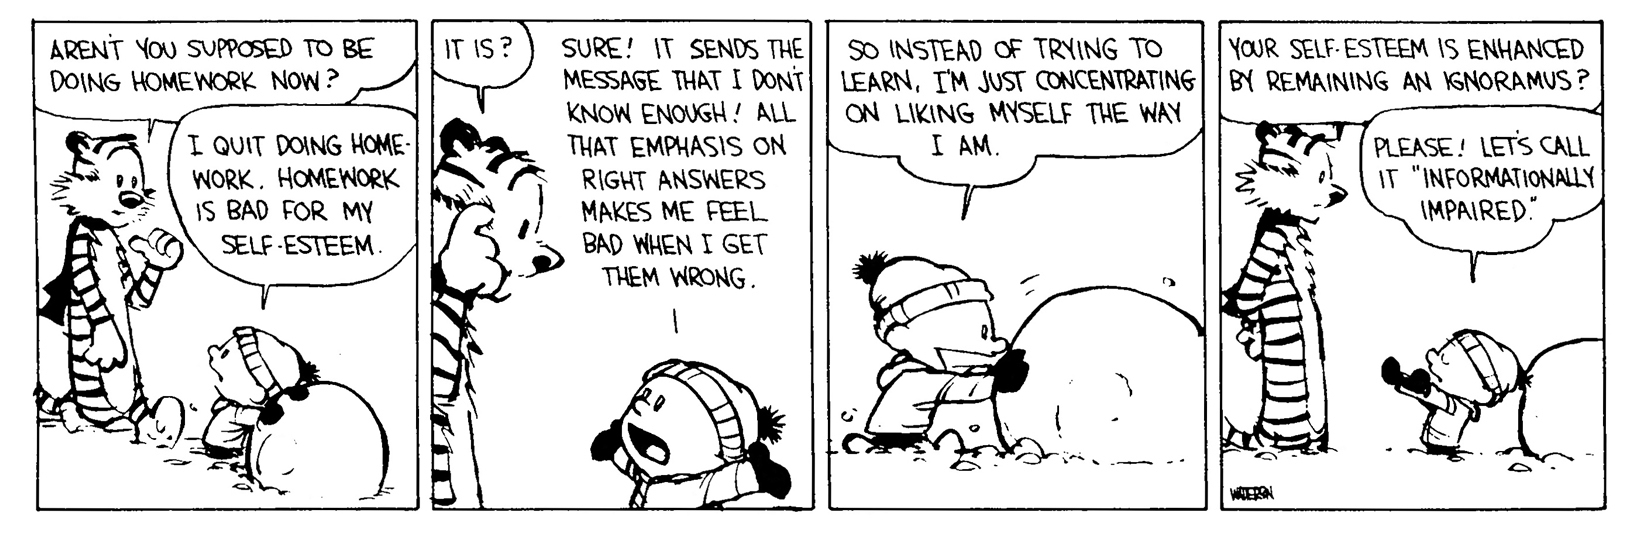 AREN'T YOU SUPPOSED TO BE
DOING HOMEWORK NOW?
I QUIT DOING HOME-
WORK. HOMEWORK
IS BAD FOR MY
SELF-ESTEEM.
IT IS?
SURE! IT SENDS THE
MESSAGE THAT I DON'T
KNOW ENOUGH! ALL
THAT EMPHASIS ON
RIGHT ANSWERS
MAKES ME FEEL
BAD WHEN I GET
THEM WRONG.
SO INSTEAD OF TRYING TO
LEARN, I'M JUST CONCENTRATING
ON LIKING MYSELF THE WAY
I AM.
YOUR SELF-ESTEEM IS ENHANCED
BY REMAINING AN IGNORAMUS?
PLEASE! LET'S CALL
IT "INFORMATIONALLY
IMPAIRED."
WATTERSON